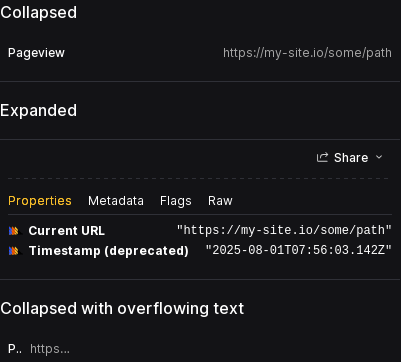 Collapsed
Pageview https://my-site.io/some/path
Expanded
Share
Properties Metadata Flags Raw
Current URL "https://my-site.io/some/path"
Timestamp (deprecated) "2025-08-01T07:56:03.142Z"
Collapsed with overflowing text
P... https...